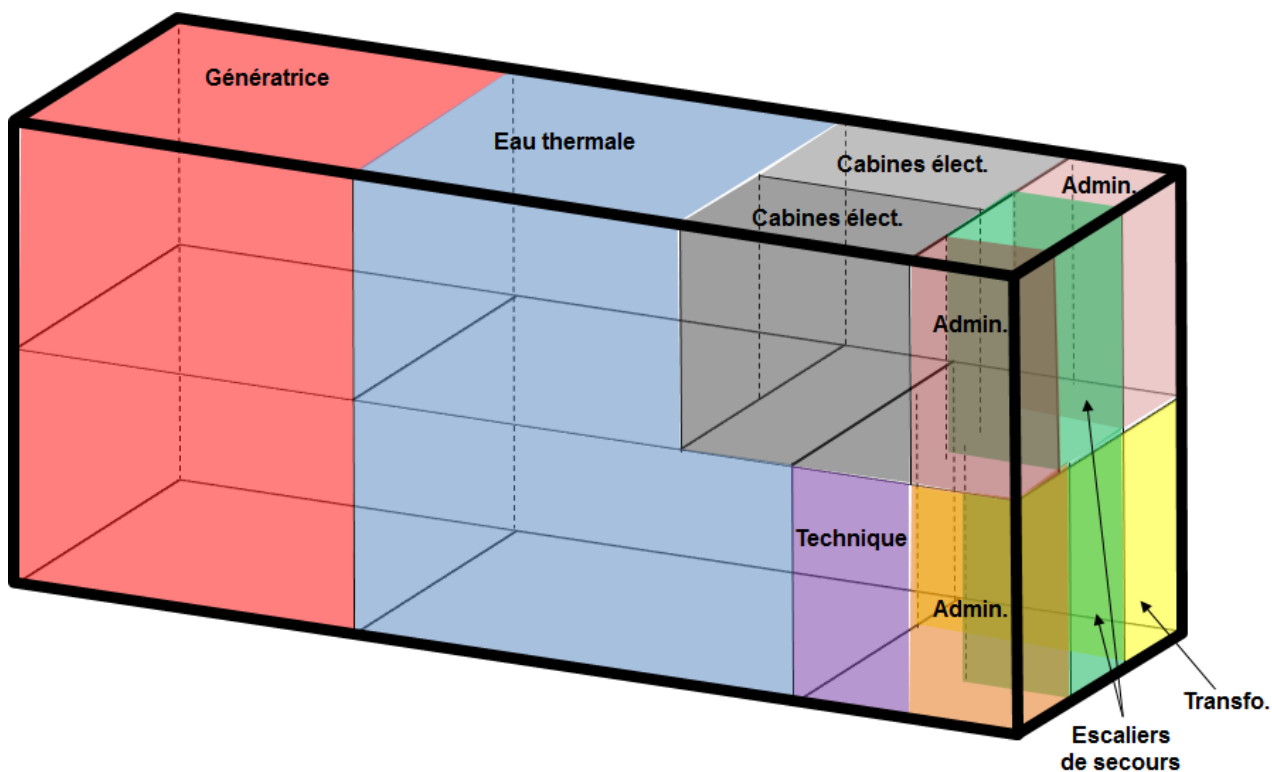 Génératrice
Eau thermale
Cabines élect.
Admin.
Cabines élect.
Admin.
Technique
Admin.
Transfo.
Escaliers
de secours